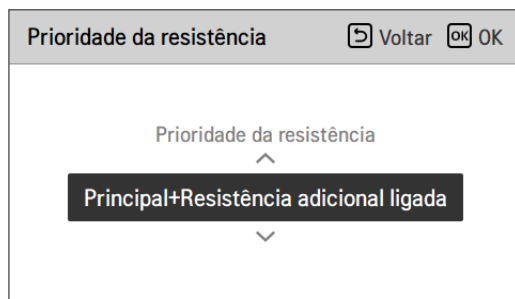 Prioridade da resistência Voltar OK OK
Prioridade da resistência
Principal+Resistência adicional ligada